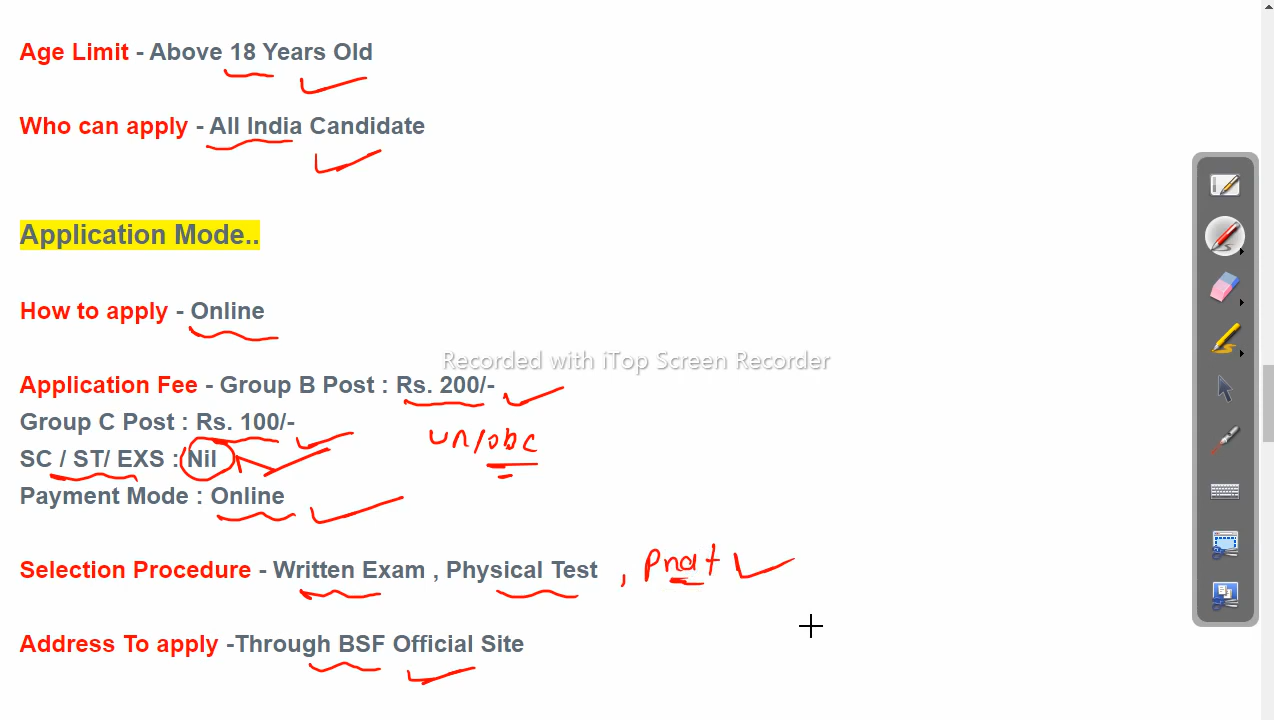 Age Limit - Above 18 Years Old
Who can apply - All India Candidate
Application Mode..
How to apply - Online
Recorded with iTop Screen Recorder
Application Fee - Group B Post : Rs. 200/-
Group C Post : Rs. 100/-
ur/obc
SC / ST/ EXS : Nil
Payment Mode : Online
Selection Procedure - Written Exam , Physical Test , Pnat
Address To apply -Through BSF Official Site